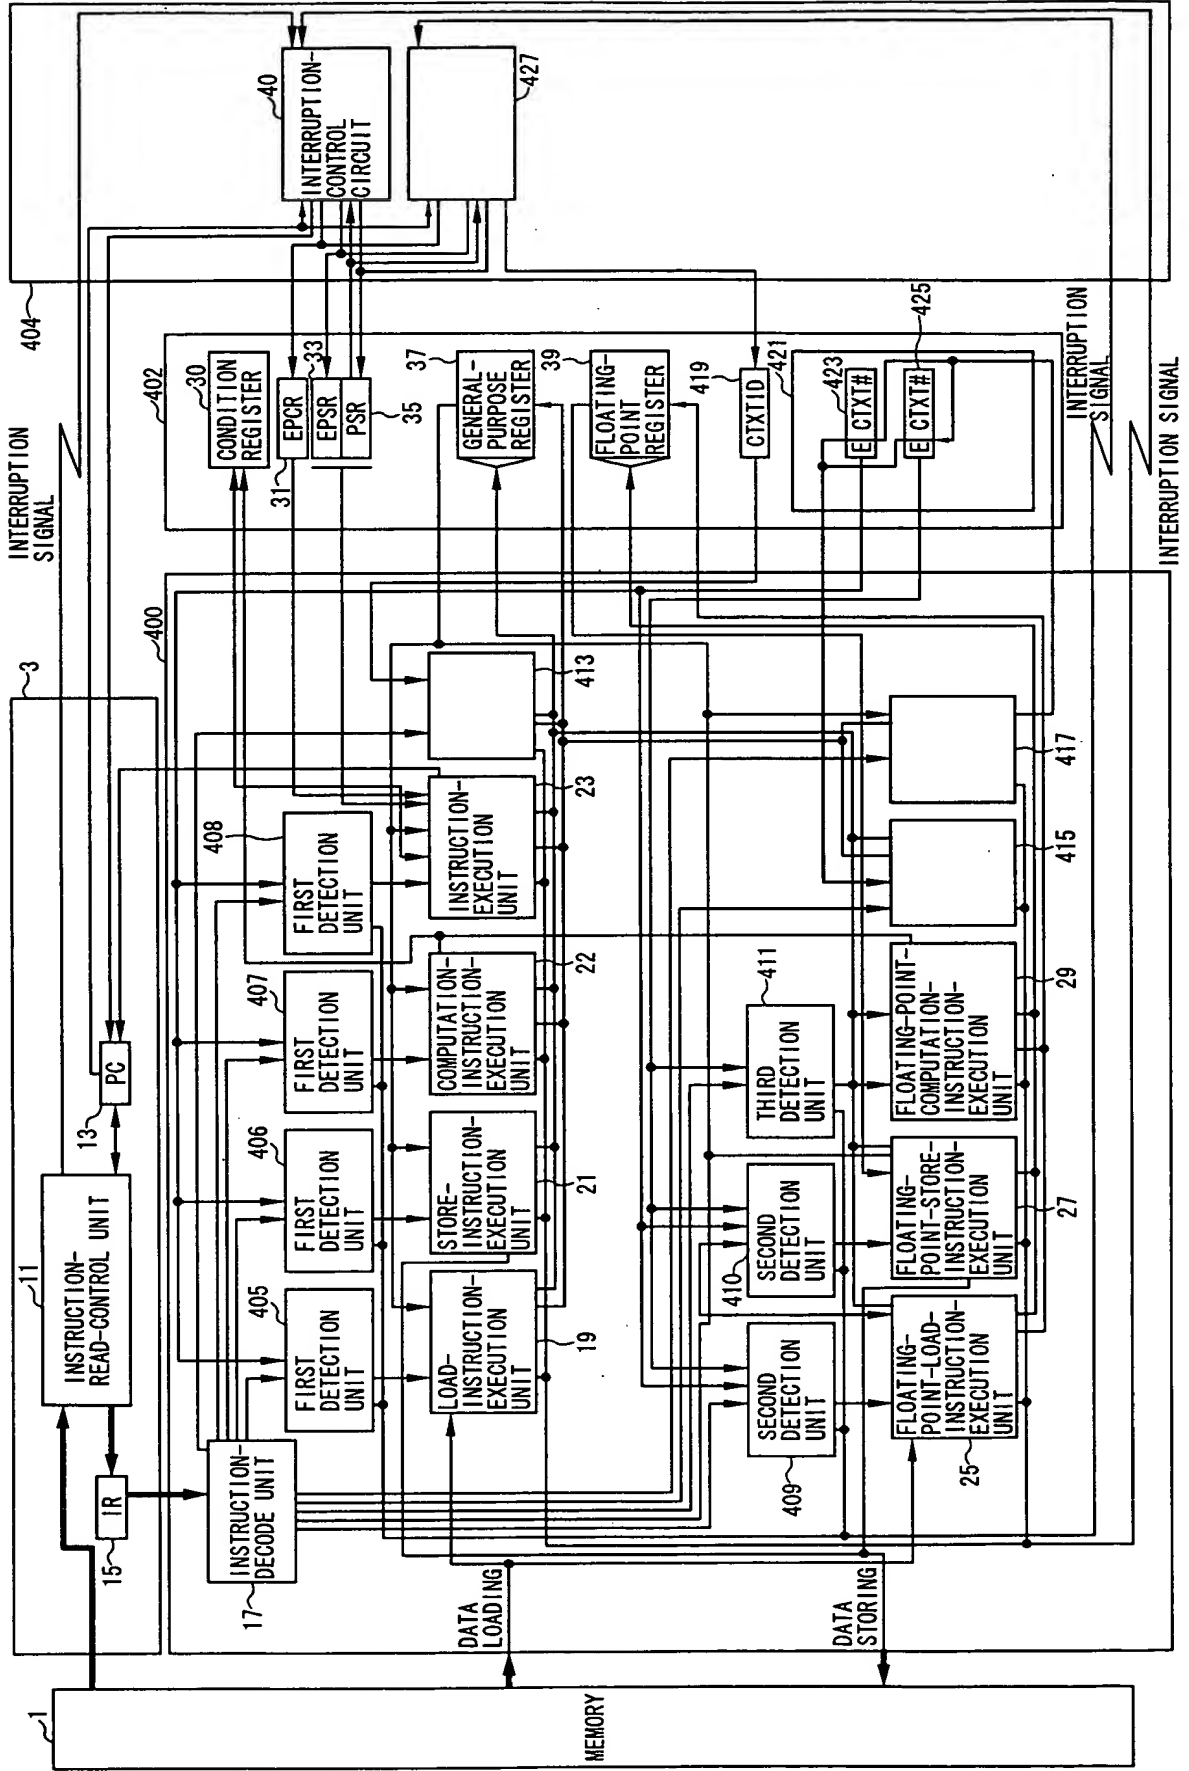 1
MEMORY
3
11
INSTRUCTION-
READ-CONTROL UNIT
13
PC
15
IR
INTERRUPTION
SIGNAL
400
17
INSTRUCTION-
DECODE UNIT
405
FIRST
DETECTION
UNIT
406
FIRST
DETECTION
UNIT
407
FIRST
DETECTION
UNIT
408
FIRST
DETECTION
UNIT
LOAD-
INSTRUCTION-
EXECUTION
UNIT
19
STORE-
INSTRUCTION-
EXECUTION
UNIT
21
COMPUTATION-
INSTRUCTION-
EXECUTION
UNIT
22
INSTRUCTION-
EXECUTION
UNIT
23
413
DATA
LOADING
DATA
STORING
409
SECOND
DETECTION
UNIT
410
SECOND
DETECTION
UNIT
411
THIRD
DETECTION
UNIT
FLOATING-
POINT-LOAD-
INSTRUCTION-
EXECUTION
UNIT
25
FLOATING-
POINT-STORE-
INSTRUCTION-
EXECUTION
UNIT
27
FLOATING-POINT-
COMPUTATION-
INSTRUCTION-
EXECUTION
UNIT
29
415
417
402
30
CONDITION
REGISTER
31
EPCR
33
EPSR
PSR
35
37
GENERAL-
PURPOSE
REGISTER
39
FLOATING-
POINT
REGISTER
CTXTID
419
421
423
E CTXT#
E CTXT#
425
404
40
INTERRUPTION-
CONTROL
CIRCUIT
427
INTERRUPTION
SIGNAL
INTERRUPTION SIGNAL